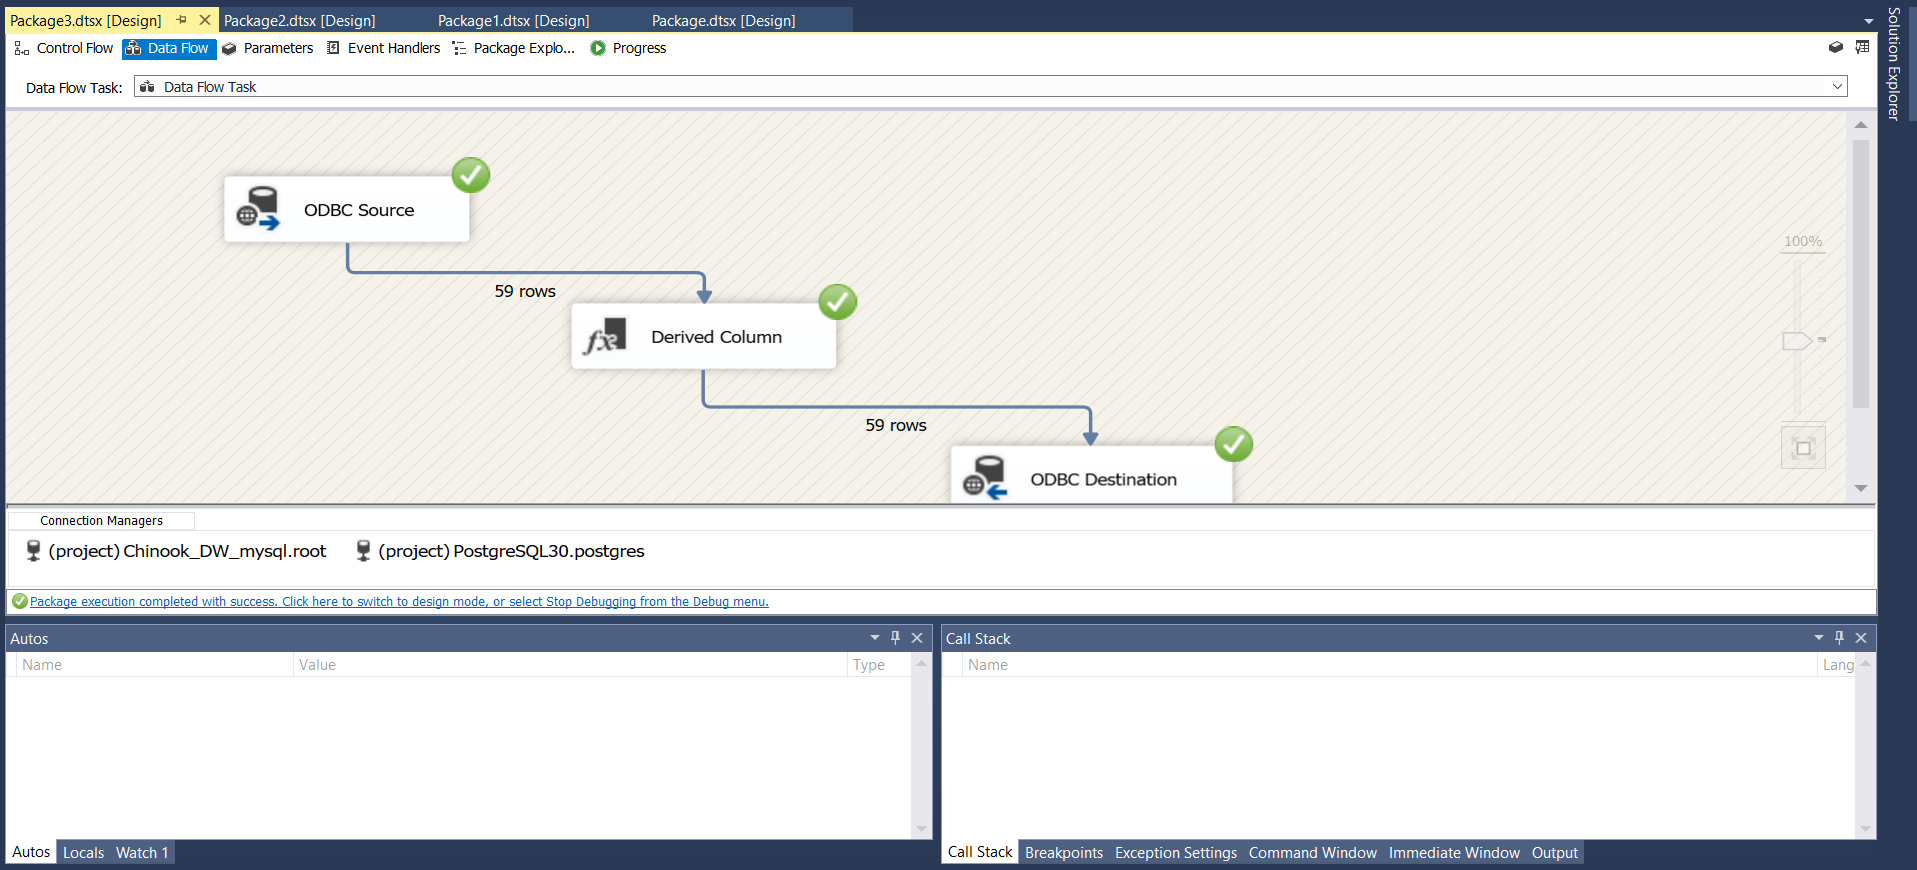 Package3.dtsx [Design] Package2.dtsx [Design] Package1.dtsx [Design] Package.dtsx [Design]
Solution Explorer
Control Flow Data Flow Parameters Event Handlers Package Explo... Progress
Data Flow Task: Data Flow Task
ODBC Source
100%
59 rows
fx Derived Column
59 rows
ODBC Destination
Connection Managers
(project) Chinook_DW_mysql.root (project) PostgreSQL30.postgres
Package execution completed with success. Click here to switch to design mode, or select Stop Debugging from the Debug menu.
Autos
Name Value Type
Call Stack
Name Lang
Autos Locals Watch 1
Call Stack Breakpoints Exception Settings Command Window Immediate Window Output